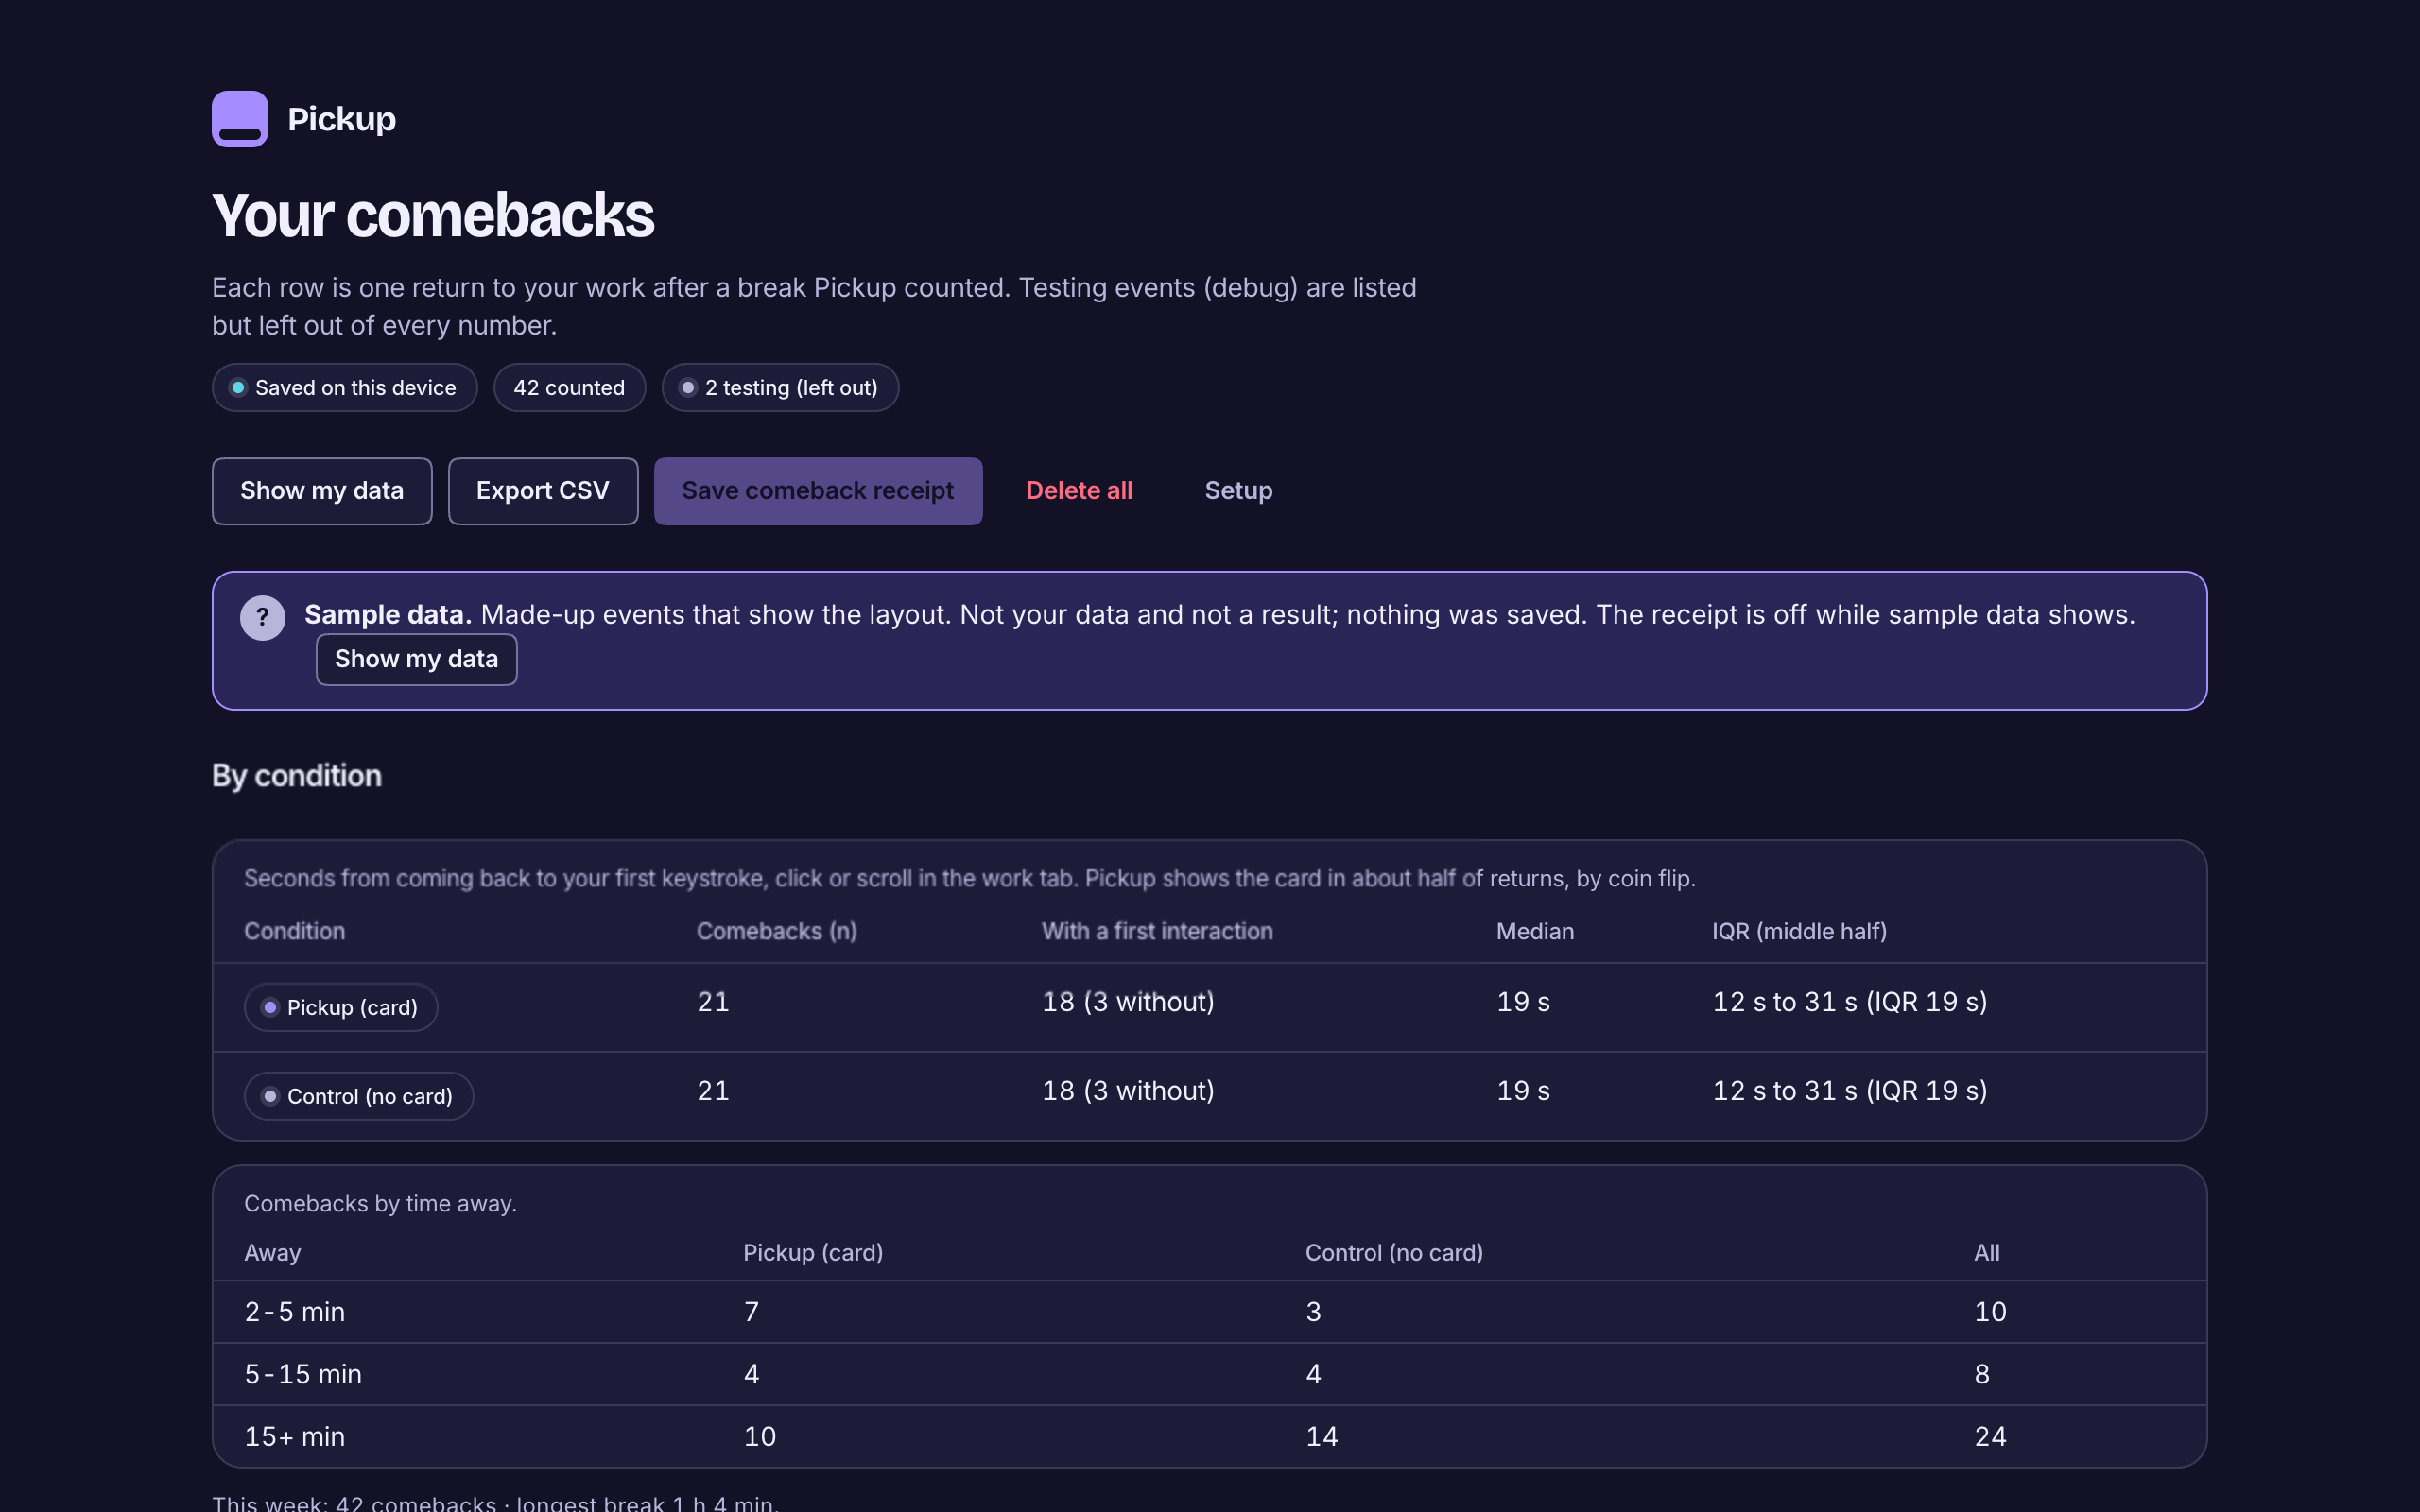 Pickup
Your comebacks
Each row is one return to your work after a break Pickup counted. Testing events (debug) are listed
but left out of every number.
Saved on this device 42 counted 2 testing (left out)
Show my data Export CSV Save comeback receipt Delete all Setup
? Sample data. Made-up events that show the layout. Not your data and not a result; nothing was saved. The receipt is off while sample data shows.
Show my data
By condition
Seconds from coming back to your first keystroke, click or scroll in the work tab. Pickup shows the card in about half of returns, by coin flip.
Condition Comebacks (n) With a first interaction Median IQR (middle half)
Pickup (card) 21 18 (3 without) 19 s 12 s to 31 s (IQR 19 s)
Control (no card) 21 18 (3 without) 19 s 12 s to 31 s (IQR 19 s)
Comebacks by time away.
Away Pickup (card) Control (no card) All
2-5 min 7 3 10
5-15 min 4 4 8
15+ min 10 14 24
This week: 42 comebacks · longest break 1 h 4 min.